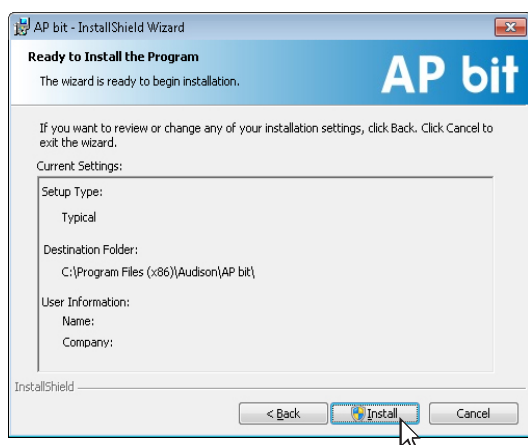 AP bit - InstallShield Wizard
Ready to Install the Program
The wizard is ready to begin installation.
AP bit
If you want to review or change any of your installation settings, click Back. Click Cancel to
exit the wizard.
Current Settings:
Setup Type:
Typical
Destination Folder:
C:\Program Files (x86)\Audison\AP bit\
User Information:
Name:
Company:
InstallShield
< Back
Install
Cancel